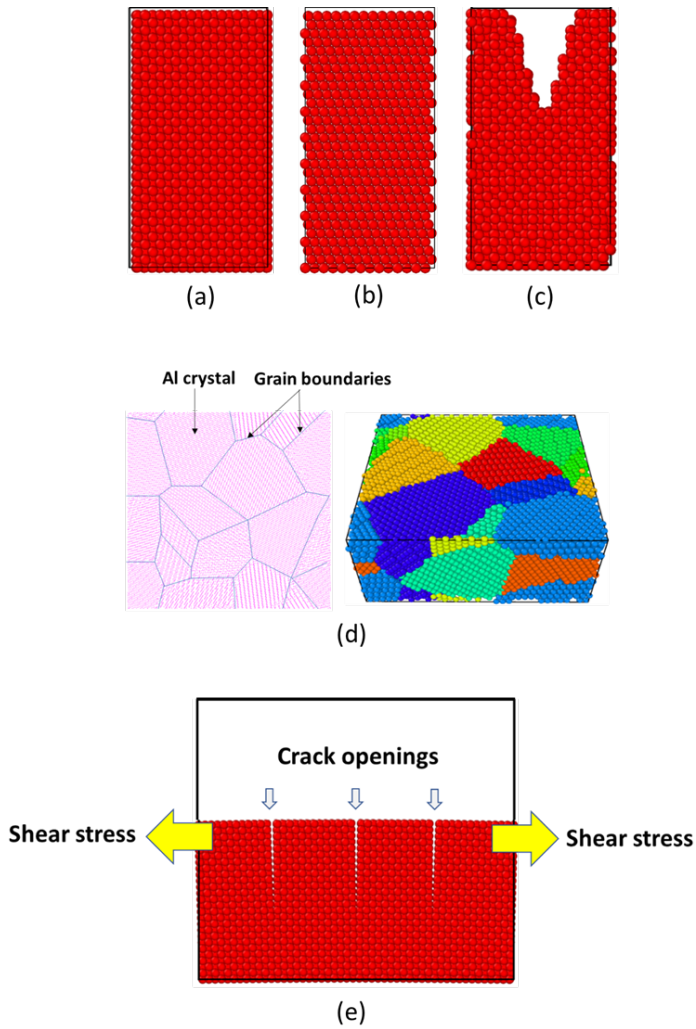 (a)
(b)
(c)
Al crystal
Grain boundaries
(d)
Crack openings
Shear stress
Shear stress
(e)